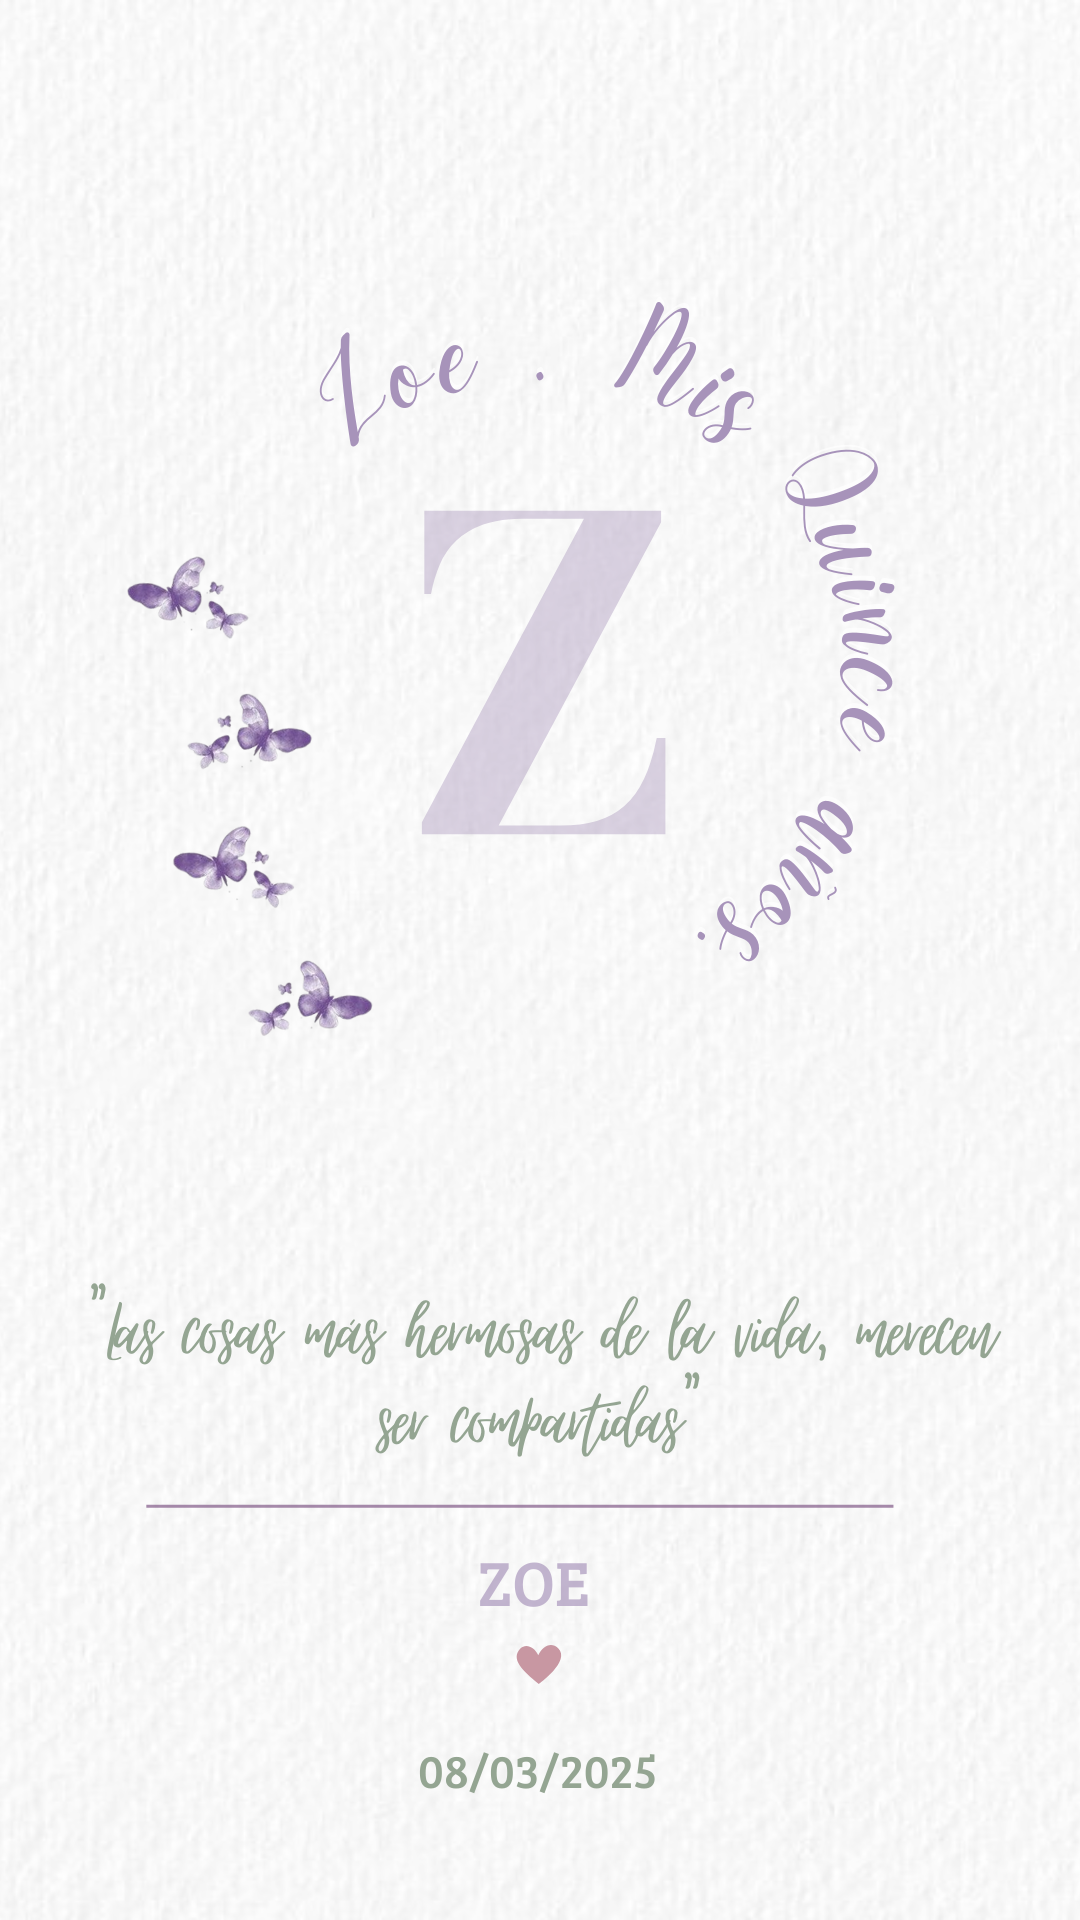 Zoe . Mis Quince años.
Z
"Las cosas más hermosas de la vida, merecen
ser compartidas"
ZOE
08/03/2025